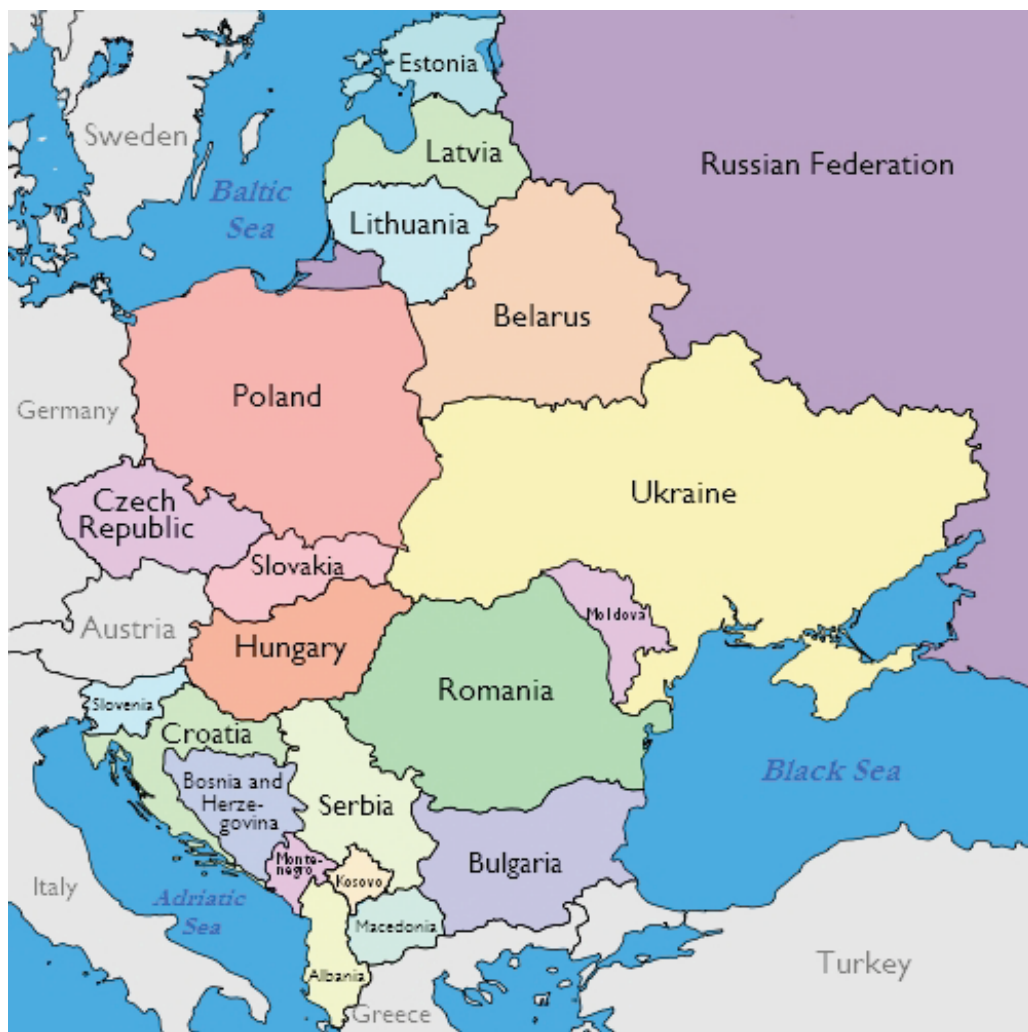 Estonia
Sweden
Latvia
Russian Federation
Baltic
Sea
Lithuania
Belarus
Poland
Germany
Ukraine
Czech
Republic
Slovakia
Moldova
Austria
Hungary
Romania
Slovenia
Croatia
Black Sea
Bosnia and
Herze-
govina
Serbia
Monte-
negro
Kosovo
Bulgaria
Italy
Adriatic
Sea
Macedonia
Albania
Turkey
Greece